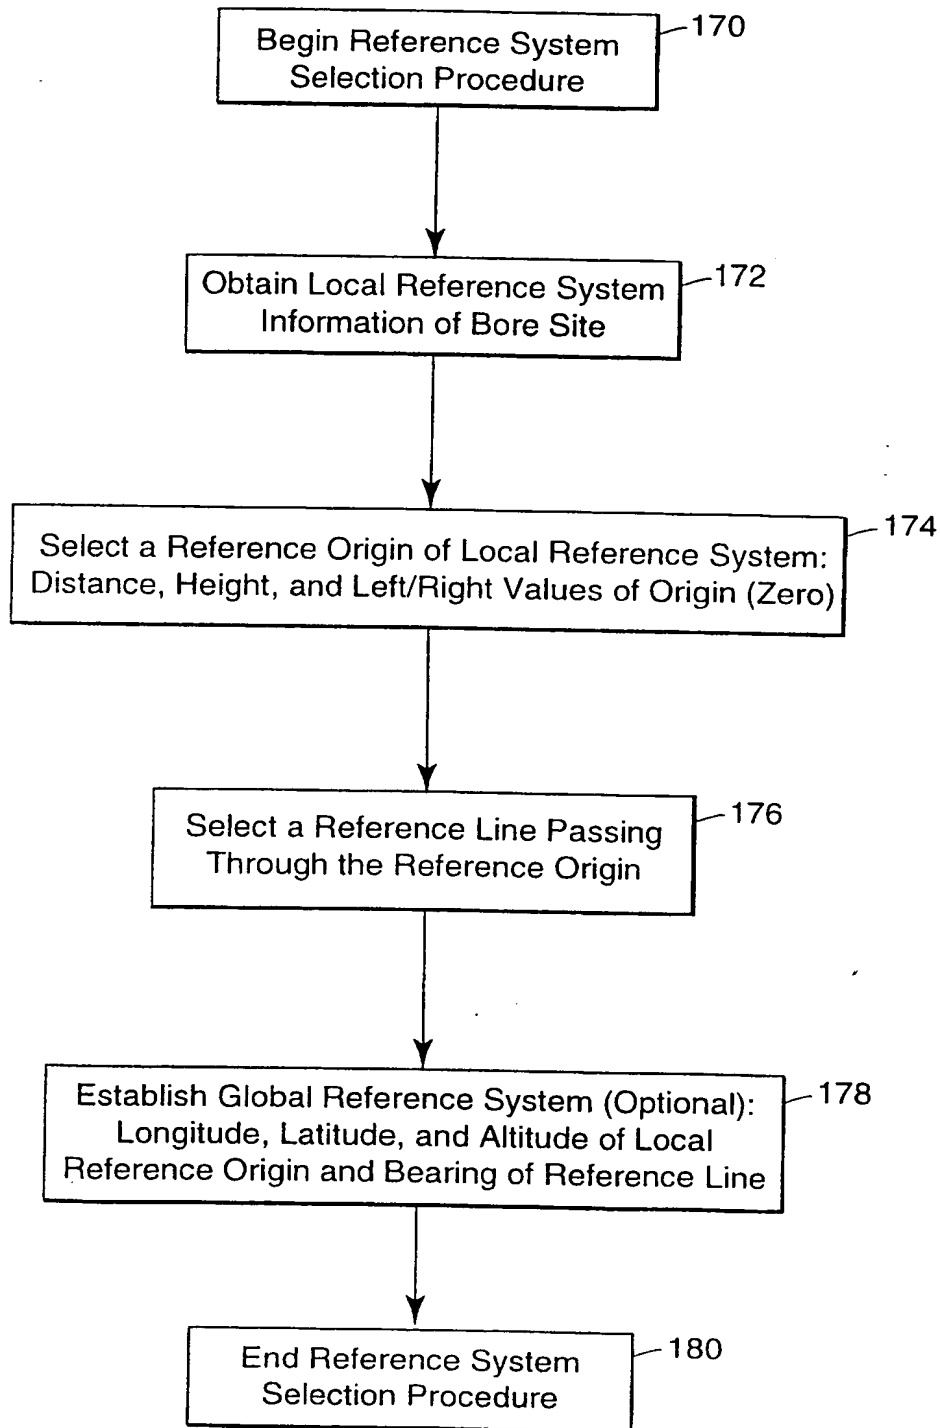 Begin Reference System
Selection Procedure
170
Obtain Local Reference System
Information of Bore Site
172
Select a Reference Origin of Local Reference System:
Distance, Height, and Left/Right Values of Origin (Zero)
174
Select a Reference Line Passing
Through the Reference Origin
176
Establish Global Reference System (Optional):
Longitude, Latitude, and Altitude of Local
Reference Origin and Bearing of Reference Line
178
End Reference System
Selection Procedure
180